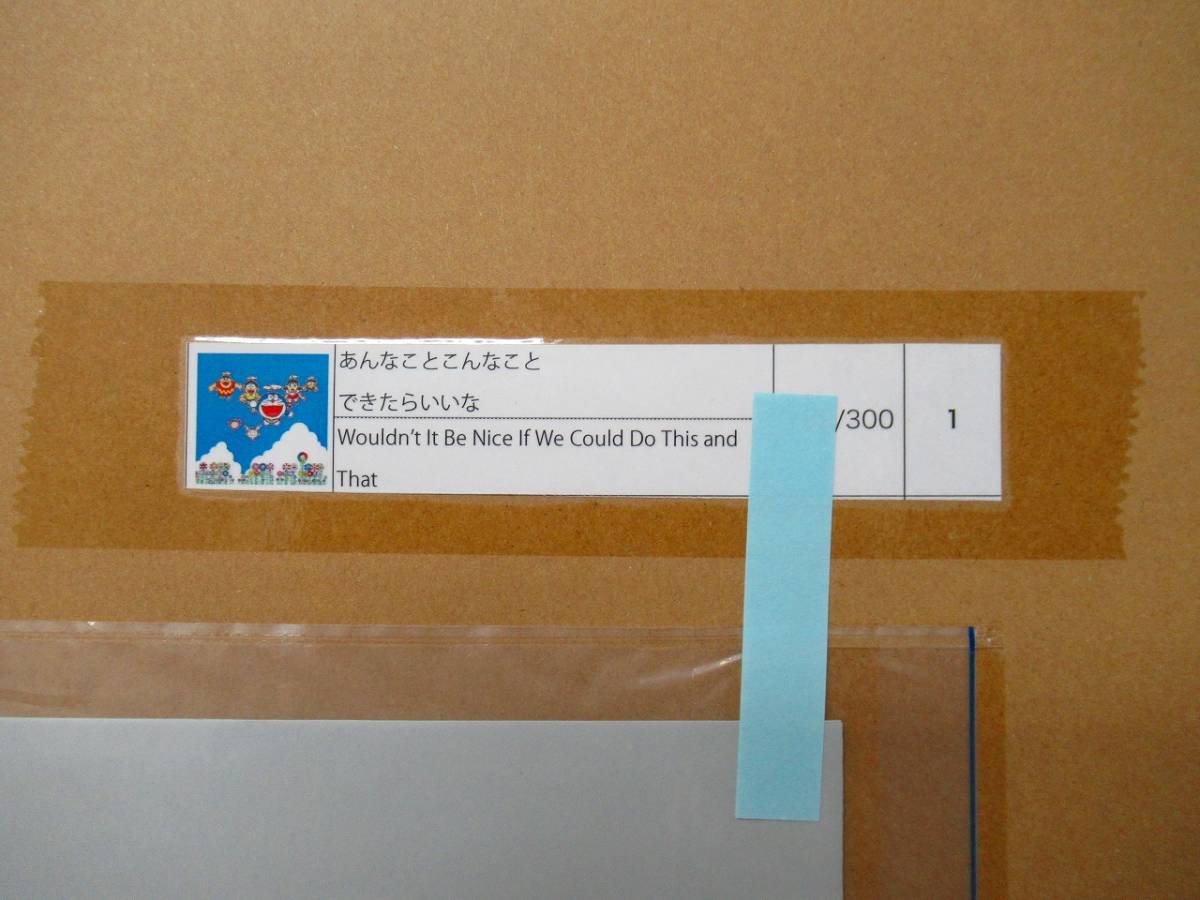 あんなことこんなこと
できたらいいな
Wouldn't It Be Nice If We Could Do This and
That
/300
1